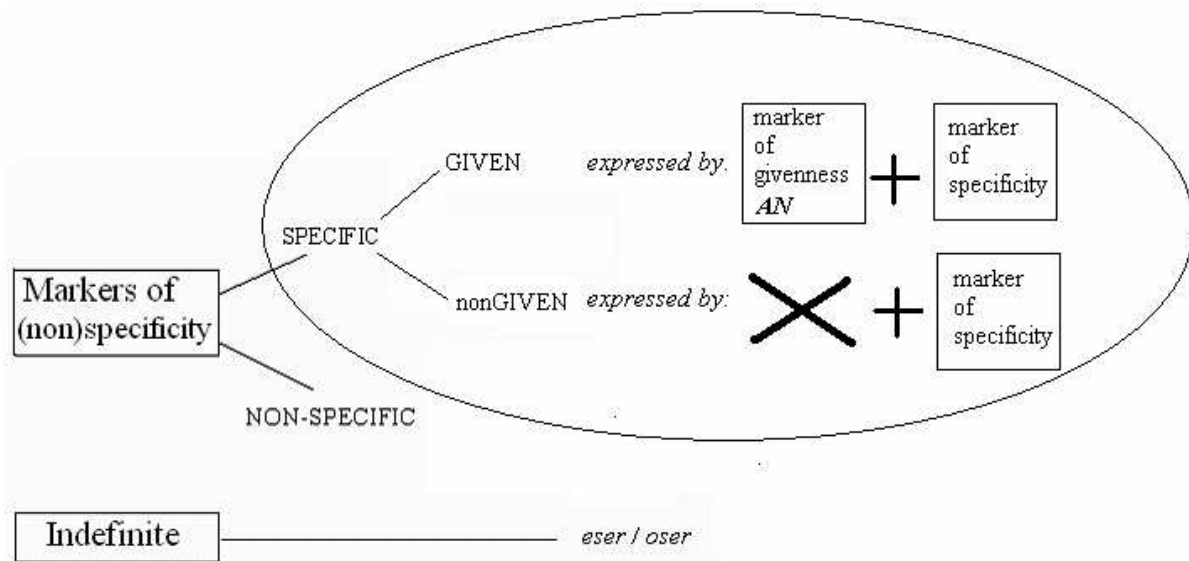 GIVEN
expressed by:
marker
of
givenness
AN
+
marker
of
specificity
SPECIFIC
Markers of
(non)specificity
nonGIVEN
expressed by:
+
marker
of
specificity
NON-SPECIFIC
Indefinite
eser / oser